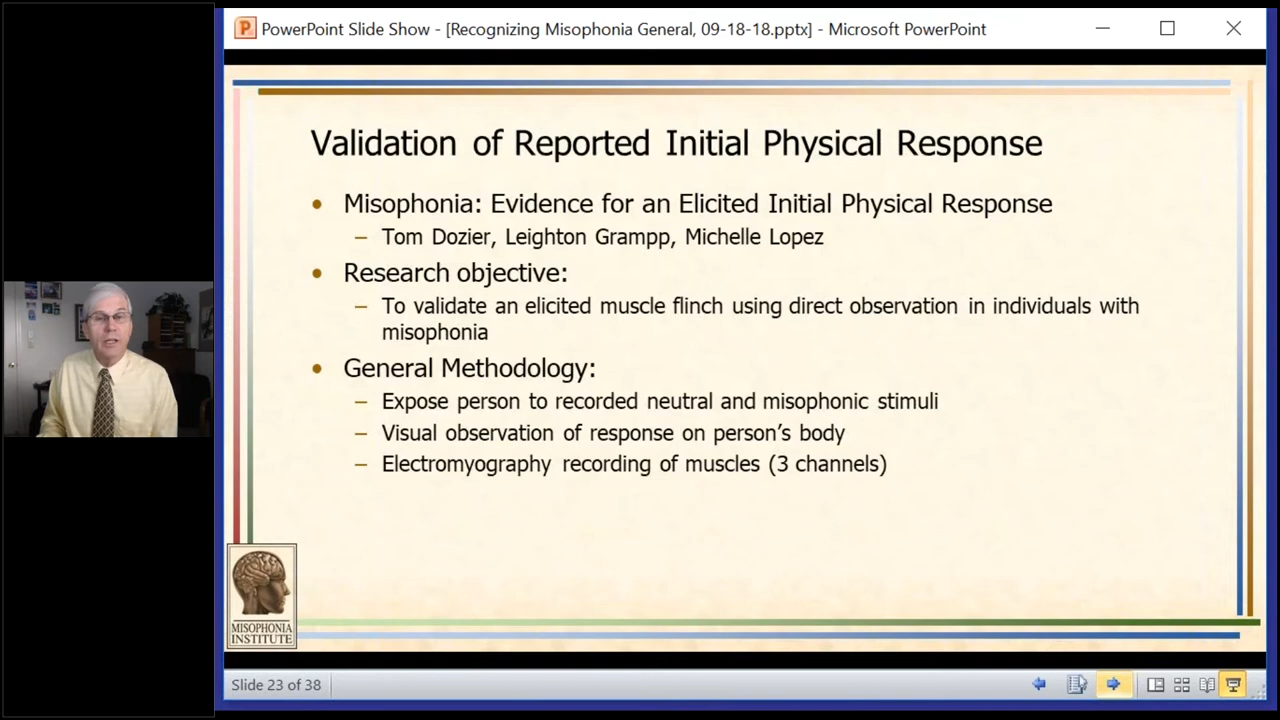 PowerPoint Slide Show - [Recognizing Misophonia General, 09-18-18.pptx] - Microsoft PowerPoint
Validation of Reported Initial Physical Response
• Misophonia: Evidence for an Elicited Initial Physical Response
– Tom Dozier, Leighton Grampp, Michelle Lopez
• Research objective:
– To validate an elicited muscle flinch using direct observation in individuals with
misophonia
• General Methodology:
– Expose person to recorded neutral and misophonic stimuli
– Visual observation of response on person’s body
– Electromyography recording of muscles (3 channels)
MISOPHONIA
INSTITUTE
Slide 23 of 38